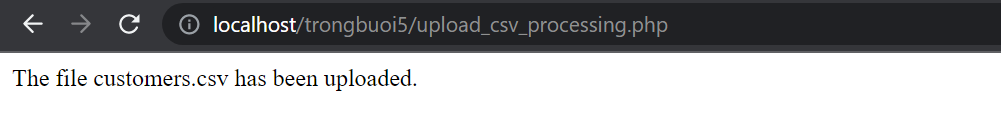 localhost/trongbuoi5/upload_csv_processing.php
The file customers.csv has been uploaded.